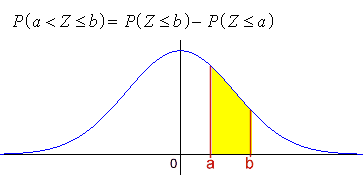 P(a < Z ≤ b) = P(Z ≤ b) − P(Z ≤ a)
0 a b